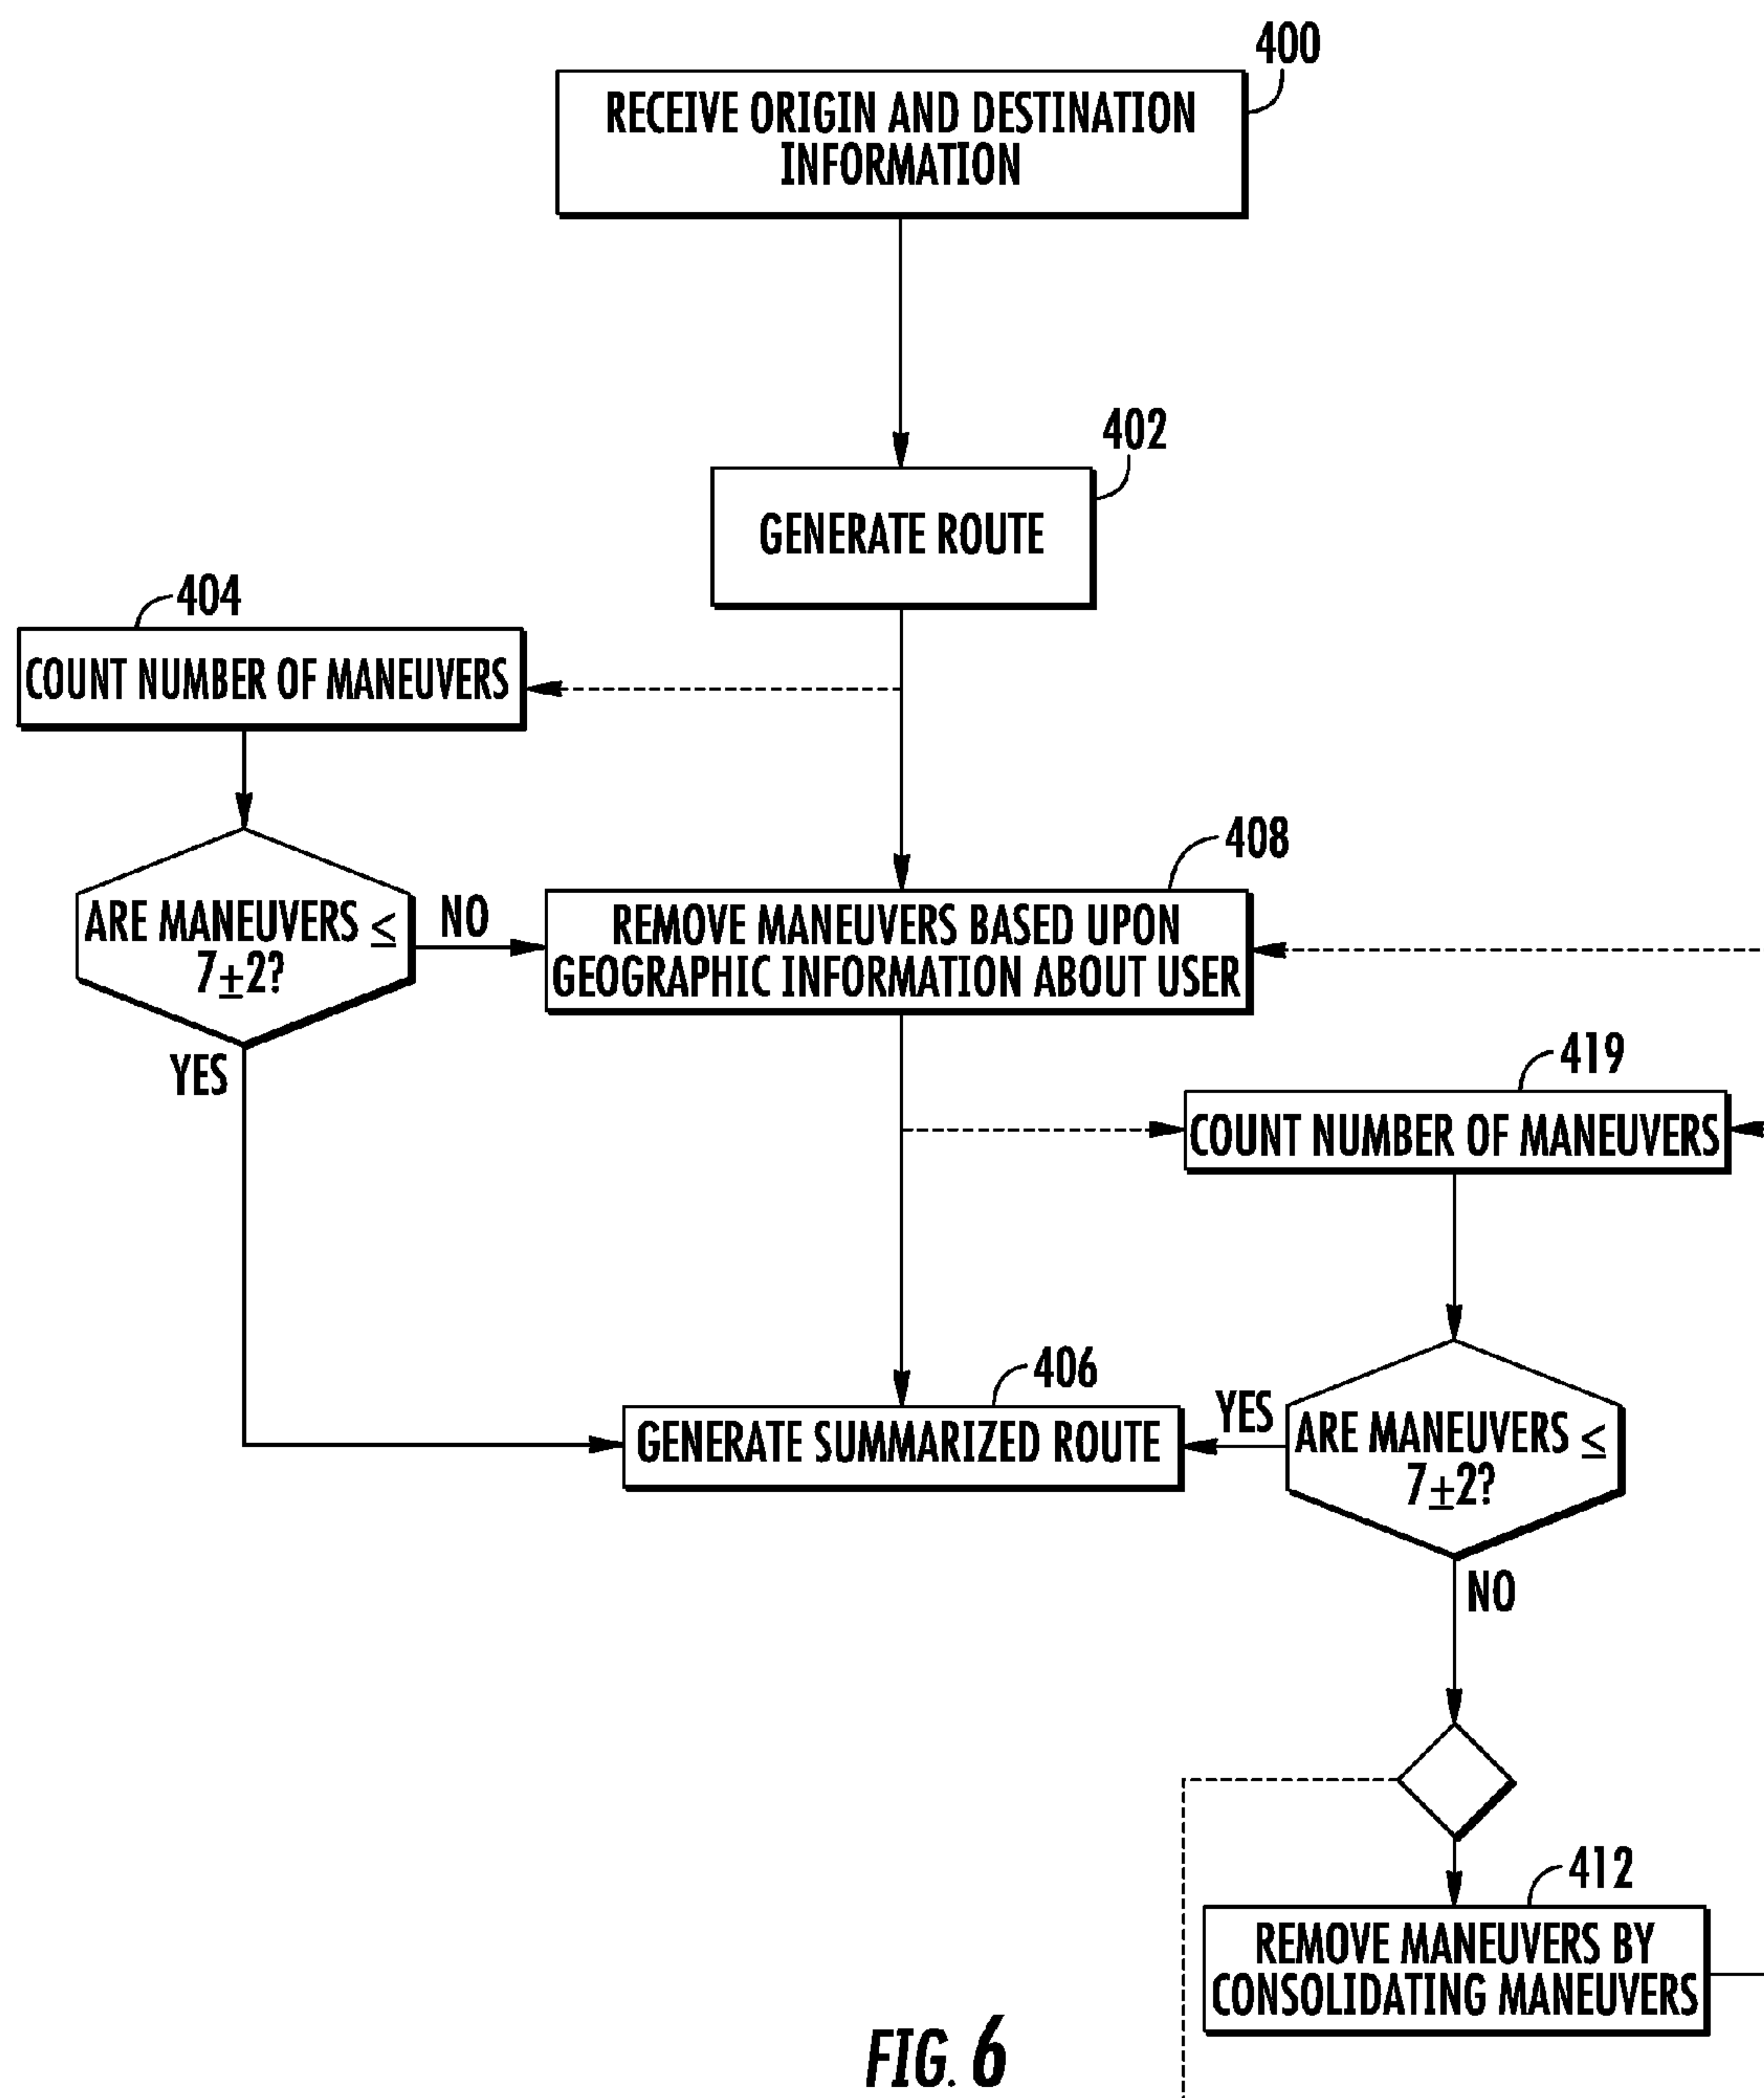 400
RECEIVE ORIGIN AND DESTINATION
INFORMATION
402
GENERATE ROUTE
404
COUNT NUMBER OF MANEUVERS
ARE MANEUVERS ≤
7±2?
NO
YES
408
REMOVE MANEUVERS BASED UPON
GEOGRAPHIC INFORMATION ABOUT USER
419
COUNT NUMBER OF MANEUVERS
406
GENERATE SUMMARIZED ROUTE
YES
ARE MANEUVERS ≤
7±2?
NO
412
REMOVE MANEUVERS BY
CONSOLIDATING MANEUVERS
FIG. 6